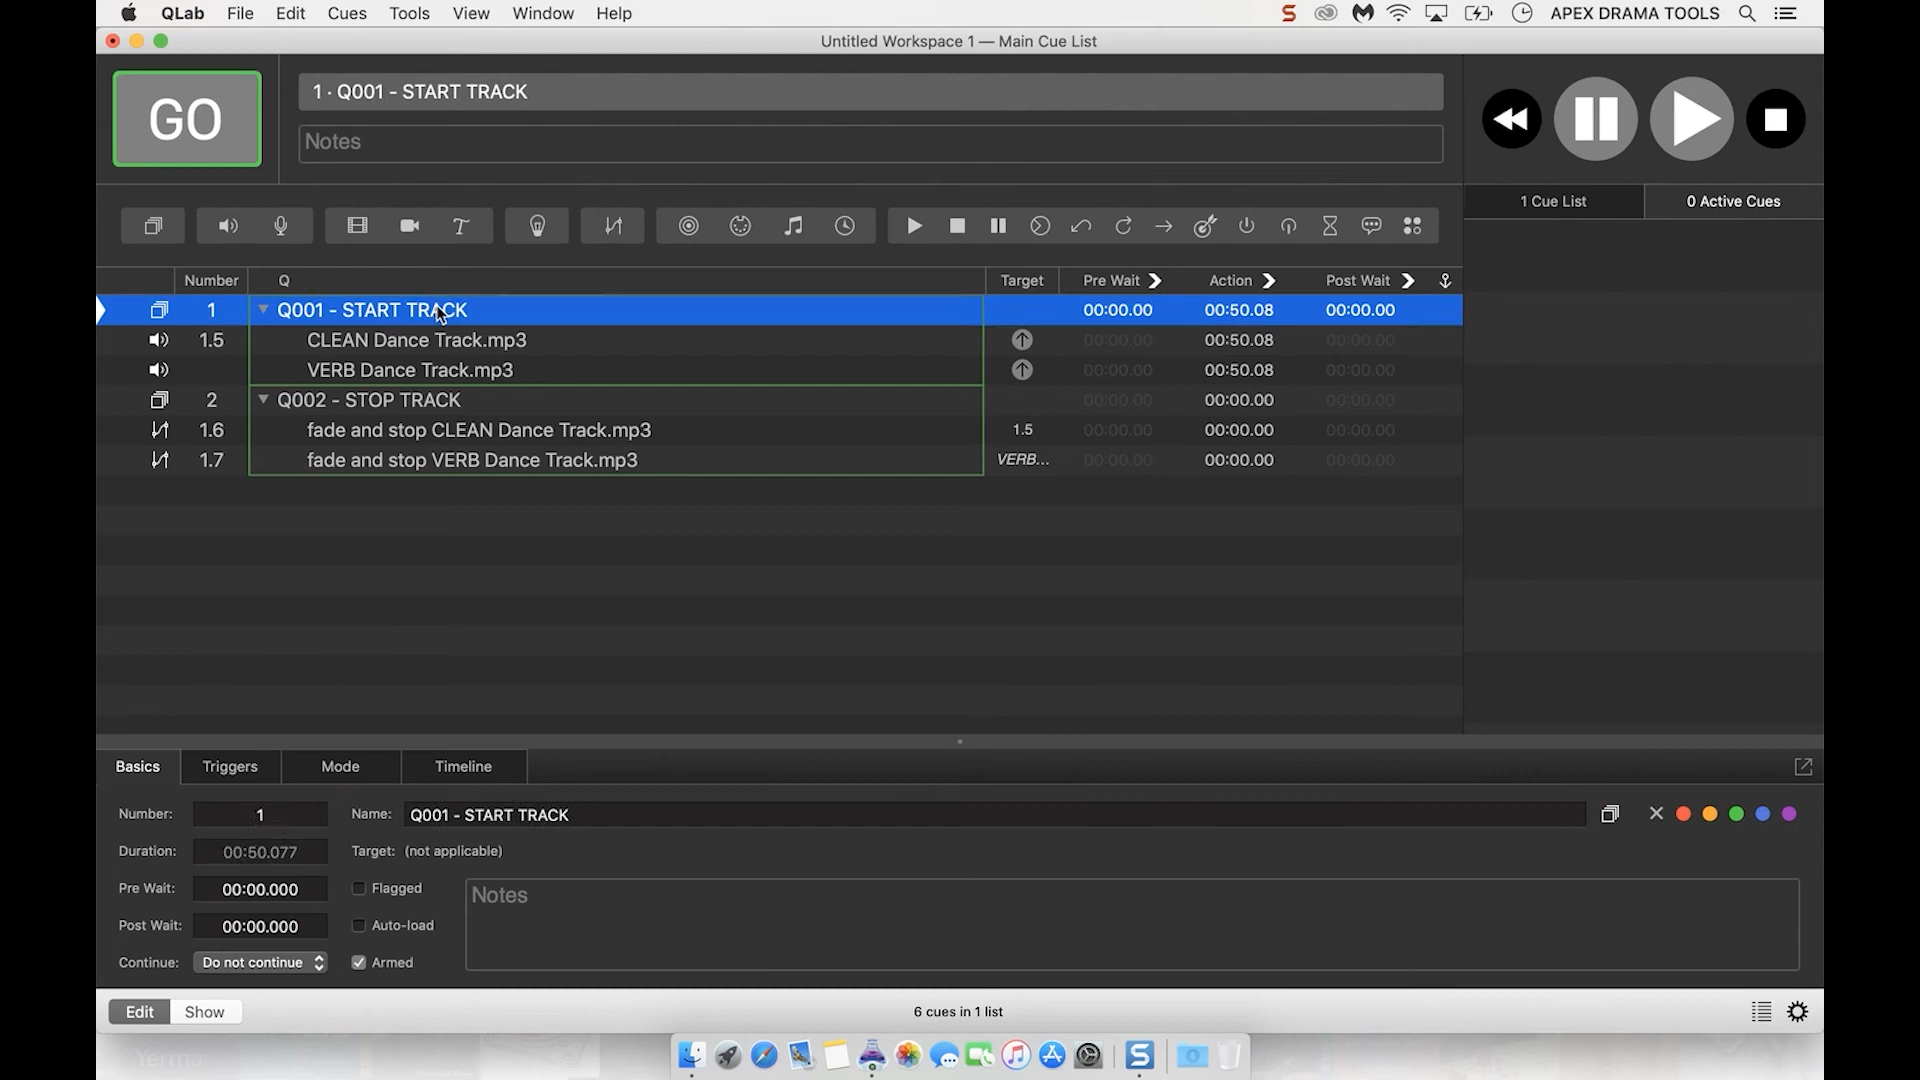 QLab File Edit Cues Tools View Window Help APEX DRAMA TOOLS
Untitled Workspace 1 — Main Cue List
GO
1 · Q001 - START TRACK
Notes
1 Cue List 0 Active Cues
Number Q Target Pre Wait Action Post Wait
1 Q001 - START TRACK 00:00.00 00:50.08 00:00.00
1.5 CLEAN Dance Track.mp3 00:00.00 00:50.08 00:00.00
VERB Dance Track.mp3 00:00.00 00:50.08 00:00.00
2 Q002 - STOP TRACK 00:00.00 00:00.00 00:00.00
1.6 fade and stop CLEAN Dance Track.mp3 1.5 00:00.00 00:00.00 00:00.00
1.7 fade and stop VERB Dance Track.mp3 VERB... 00:00.00 00:00.00 00:00.00
Basics Triggers Mode Timeline
Number: 1 Name: Q001 - START TRACK
Duration: 00:50.077 Target: (not applicable)
Pre Wait: 00:00.000 Flagged Notes
Post Wait: 00:00.000 Auto-load
Continue: Do not continue Armed
Edit Show 6 cues in 1 list
Yerma